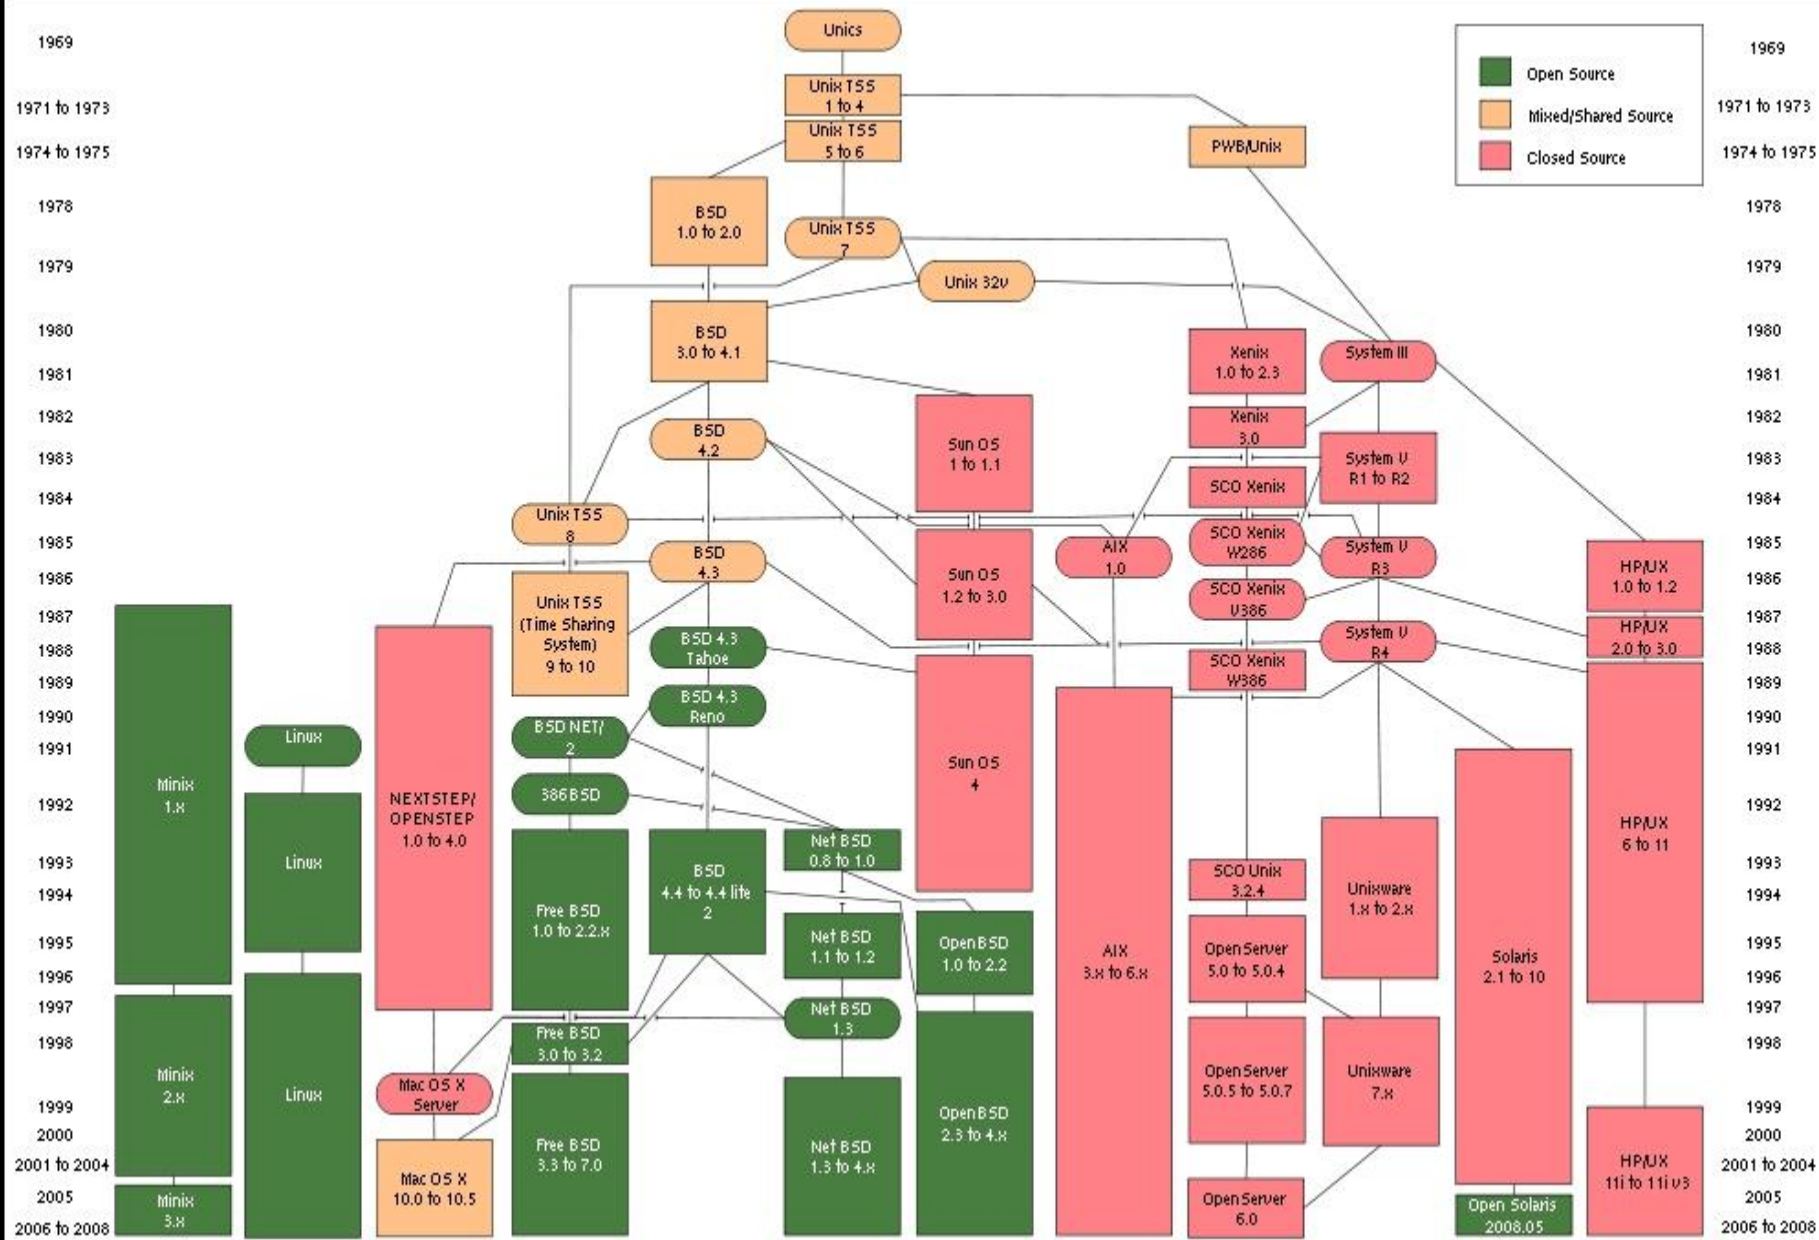 Unics
1969
1969
Open Source
Unix TSS
1 to 4
1971 to 1973
1971 to 1973
Mixed/Shared Source
Unix TSS
5 to 6
PWB/Unix
1974 to 1975
1974 to 1975
Closed Source
1978
1978
BSD
1.0 to 2.0
Unix TSS
7
1979
1979
Unix 32v
1980
1980
BSD
3.0 to 4.1
Xenix
1.0 to 2.3
System III
1981
1981
1982
1982
Xenix
3.0
BSD
4.2
Sun OS
1 to 1.1
1983
1983
System V
R1 to R2
SCO Xenix
1984
1984
Unix TSS
8
SCO Xenix
W286
1985
1985
BSD
4.3
AIX
1.0
System V
R3
HP/UX
1.0 to 1.2
1986
1986
Sun OS
1.2 to 3.0
SCO Xenix
V386
Unix TSS
(Time Sharing
System)
9 to 10
1987
1987
HP/UX
2.0 to 3.0
BSD 4.3
Tahoe
System V
R4
1988
1988
SCO Xenix
W386
1989
1989
BSD 4.3
Reno
1990
1990
BSD NET/
2
Linux
1991
1991
Sun OS
4
Minix
1.x
386BSD
NEXTSTEP/
OPENSTEP
1.0 to 4.0
1992
1992
HP/UX
6 to 11
Net BSD
0.8 to 1.0
Linux
1993
1993
BSD
4.4 to 4.4 lite
2
SCO Unix
3.2.4
1994
1994
Unixware
1.x to 2.x
Free BSD
1.0 to 2.2.x
Net BSD
1.1 to 1.2
Open BSD
1.0 to 2.2
1995
1995
AIX
3.x to 6.x
Open Server
5.0 to 5.0.4
Solaris
2.1 to 10
1996
1996
1997
1997
Net BSD
1.3
Free BSD
3.0 to 3.2
1998
1998
Minix
2.x
Mac OS X
Server
Linux
Open Server
5.0.5 to 5.0.7
Unixware
7.x
1999
1999
Open BSD
2.3 to 4.x
2000
2000
Free BSD
3.3 to 7.0
Net BSD
1.3 to 4.x
2001 to 2004
2001 to 2004
Mac OS X
10.0 to 10.5
HP/UX
11i to 11i v3
2005
2005
Minix
3.x
Open Server
6.0
Open Solaris
2008.05
2006 to 2008
2006 to 2008